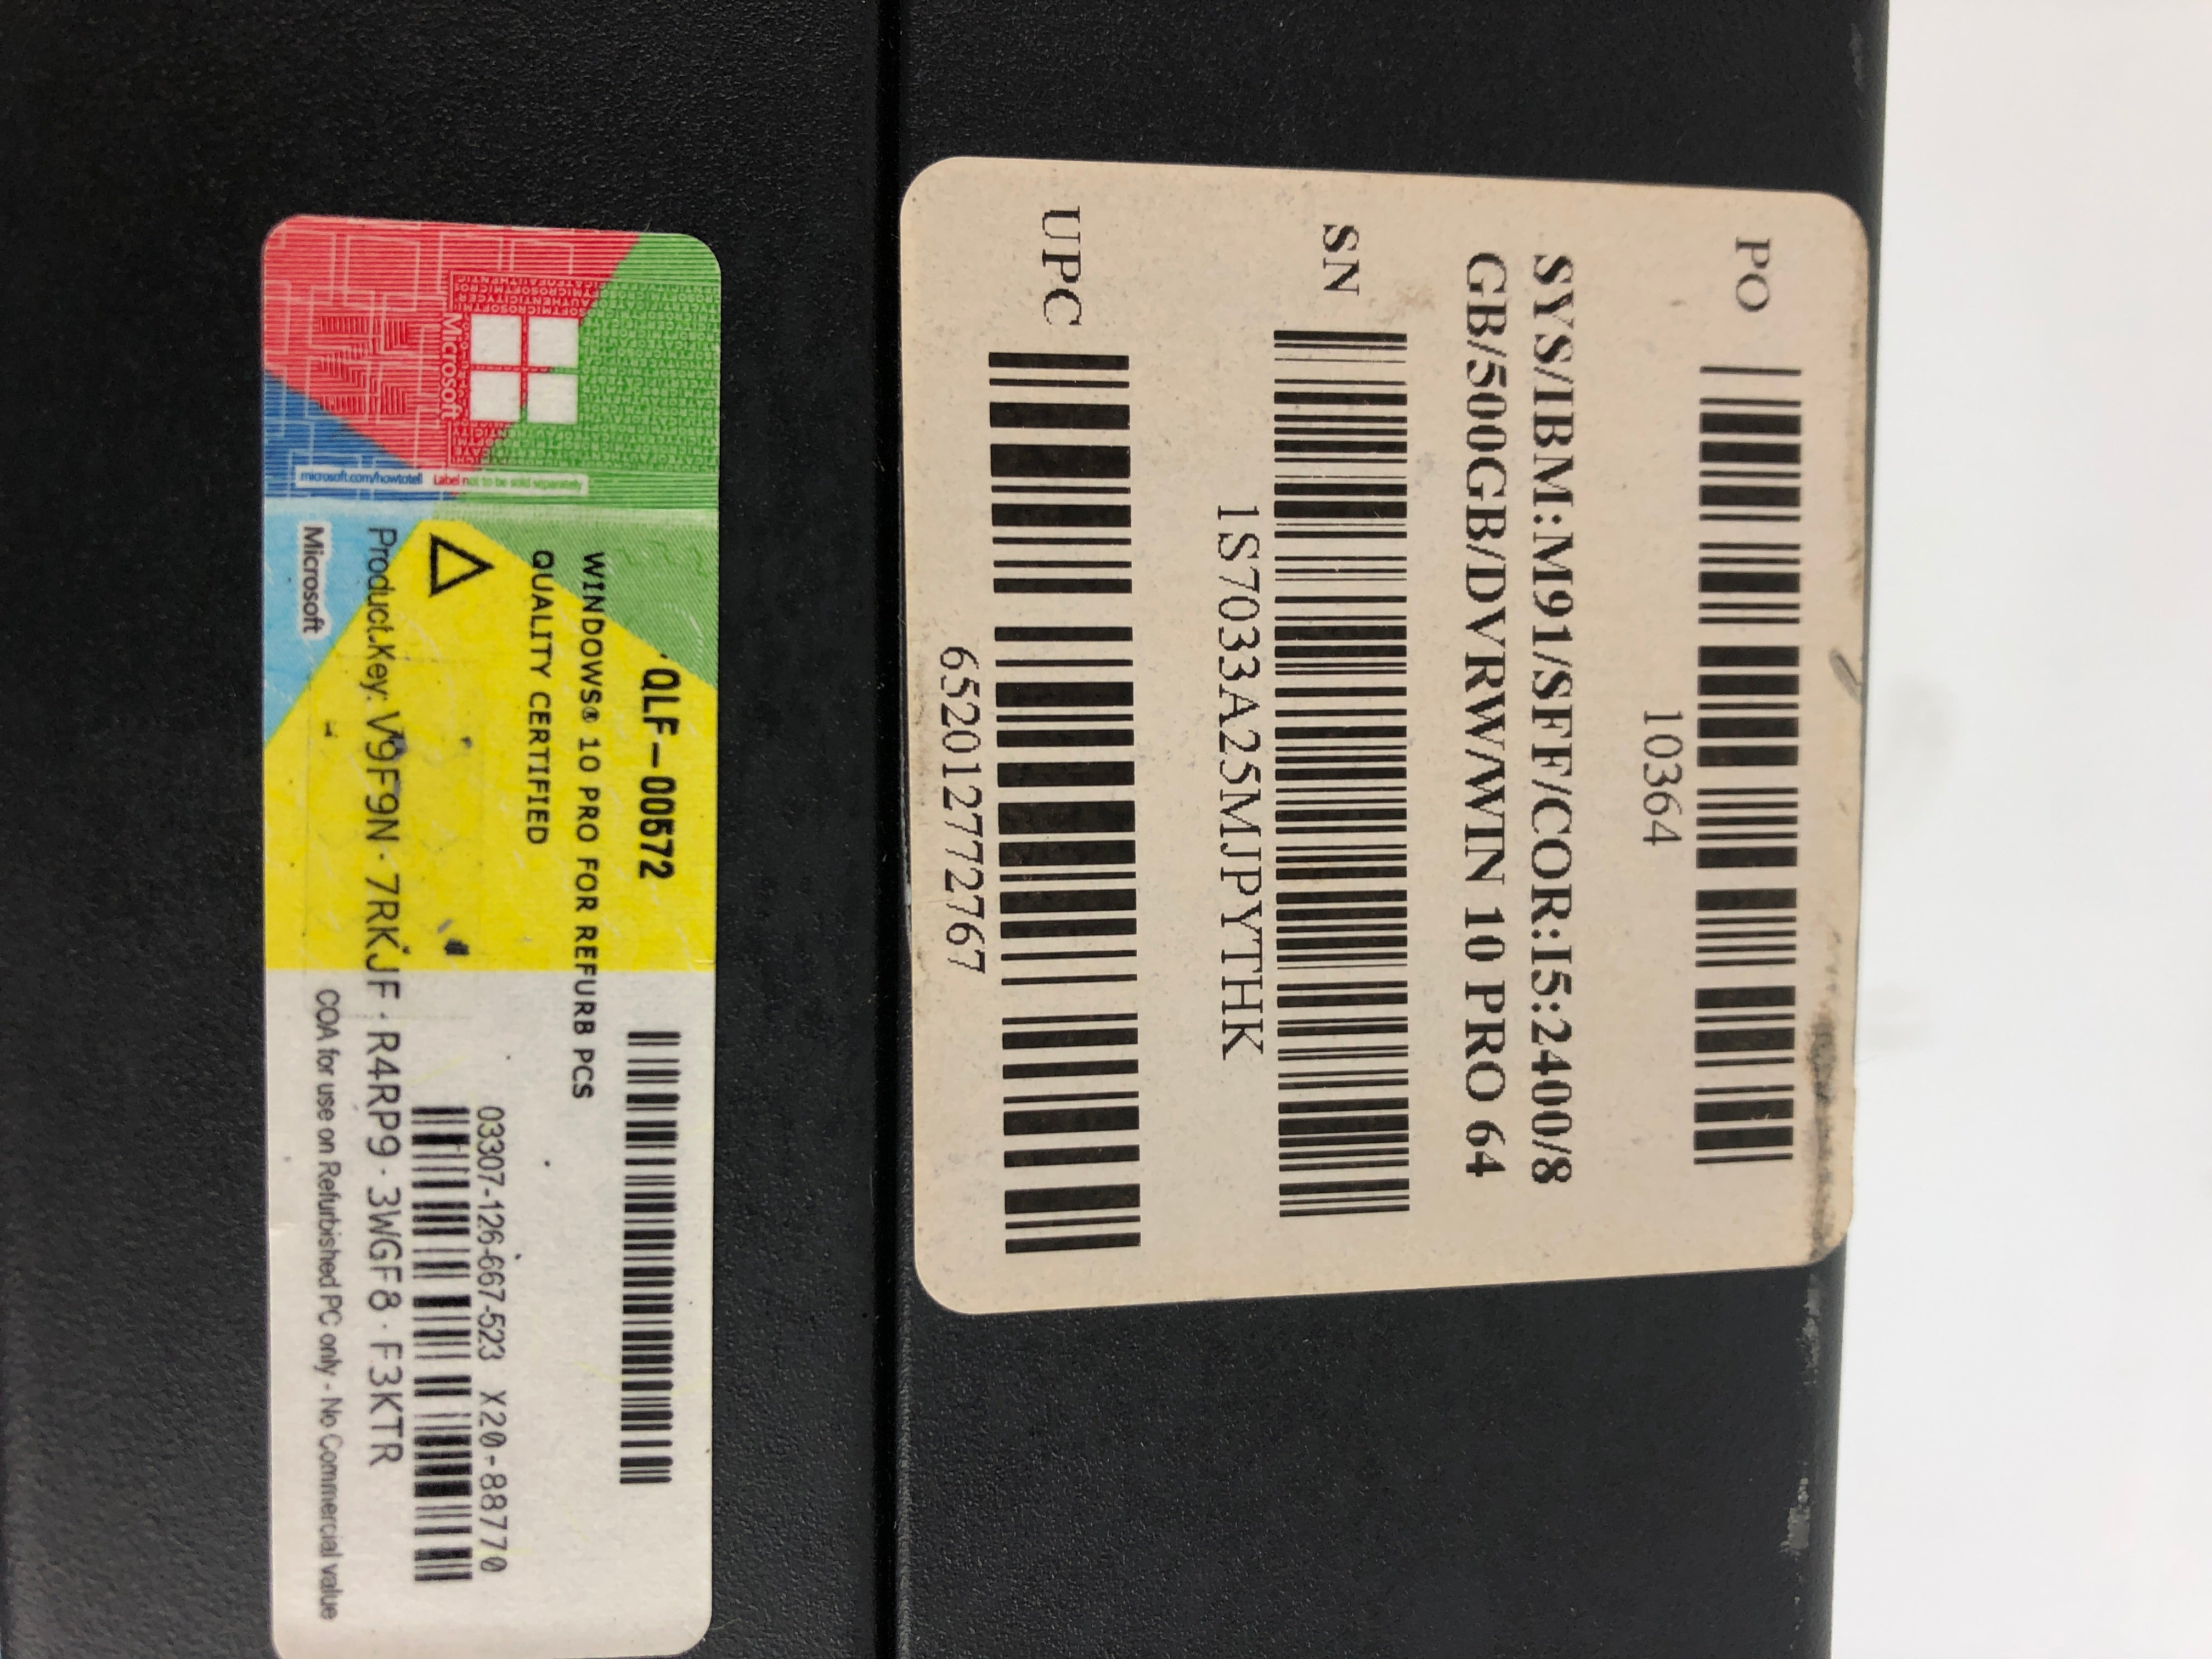 PO
10364
SYS/IBM:M91/SFF/COR:I5:2400/8
GB/500GB/DVRW/WIN 10 PRO 64
SN
1S7033A25MJPYTHK
UPC
652012772767
QLF-00572
WINDOWS® 10 PRO FOR REFURB PCS
QUALITY CERTIFIED
03307-126-667-523 X20-88770
Product Key: V9F9N · 7RKJF · R4RP9 · 3WGF8 · F3KTR
Microsoft
COA for use on Refurbished PC only - No Commercial value
Microsoft
microsoft.com/howtotell Label not to be sold separately